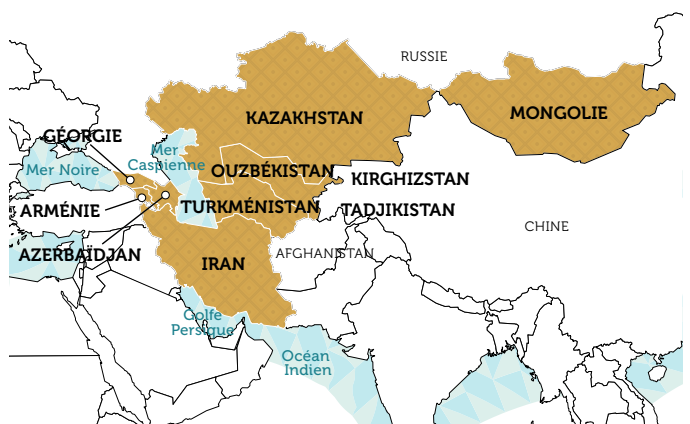 RUSSIE
KAZAKHSTAN
MONGOLIE
GÉORGIE
Mer
Caspienne
Mer Noire
OUZBÉKISTAN
KIRGHIZSTAN
ARMÉNIE
TURKMÉNISTAN
TADJIKISTAN
CHINE
AZERBAÏDJAN
IRAN
AFGHANISTAN
Golfe
Persique
Océan
Indien